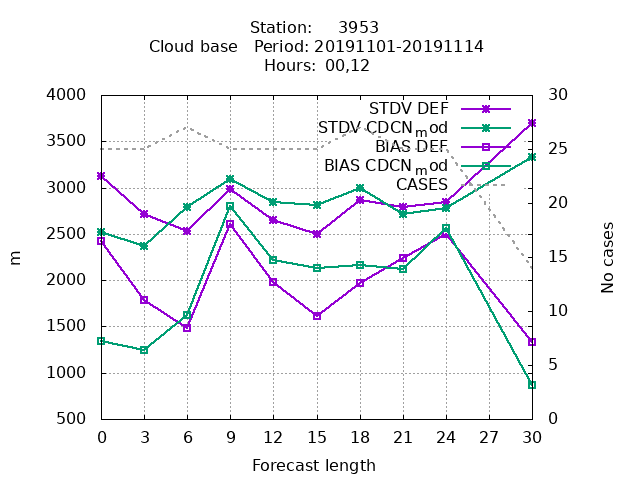 Station: 3953
Cloud base Period: 20191101-20191114
Hours: 00,12
4000
3500
3000
2500
2000
1500
1000
500
m
30
25
20
15
10
5
0
No cases
STDV DEF
STDV CDCNmod
BIAS DEF
BIAS CDCNmod
CASES
0 3 6 9 12 15 18 21 24 27 30
Forecast length